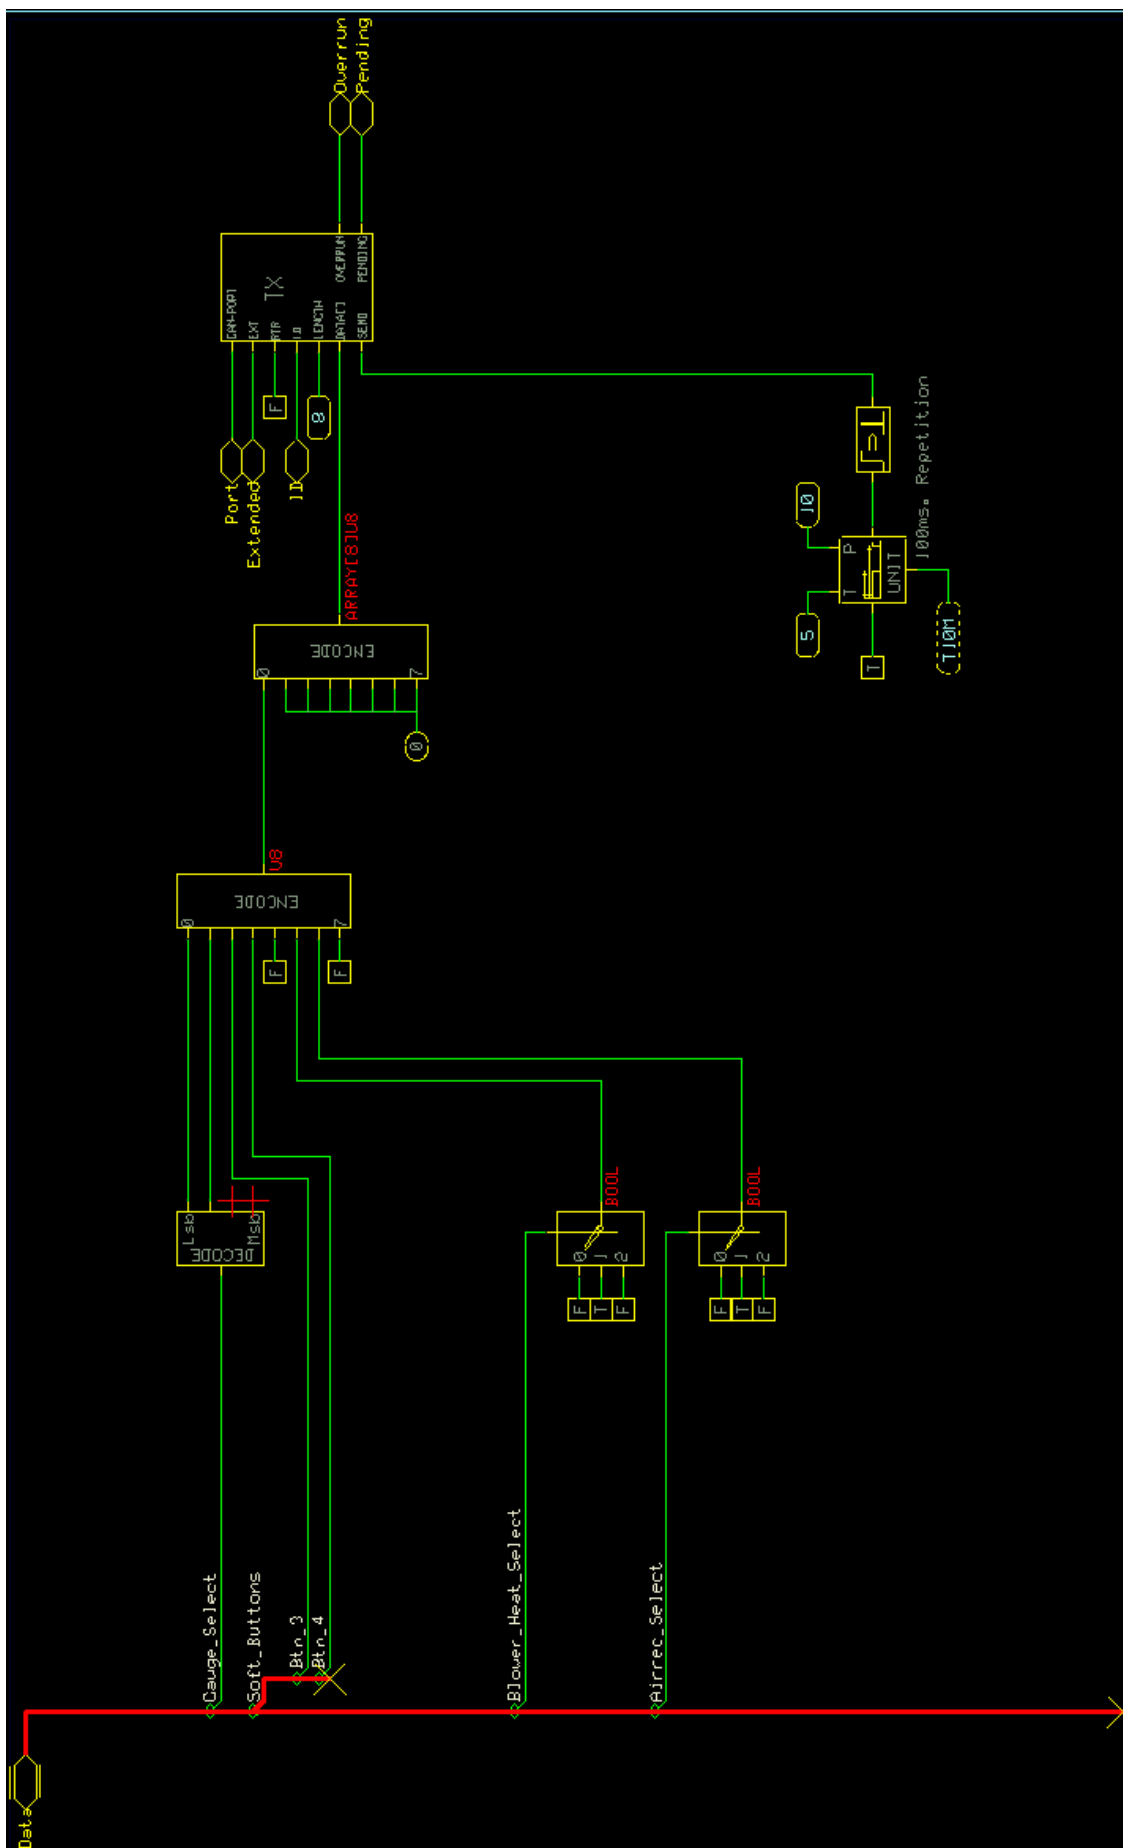 Data
Gauge_Select
Soft_Buttons
Btn_3
Btn_4
Blower_Heat_Select
Airrec_Select
Lsb
DECODE
Msb
0
1
2
BOOL
F
T
F
0
1
2
BOOL
F
T
F
0
ENCODE
7
U8
F
F
0
ENCODE
7
ARRAY[8]U8
0
Port
Extended
ID
F
8
CAN-PORT
EXT
RTR
ID
LENGTH
DATA[]
SEND
TX
OVERRUN
PENDING
Overrun
Pending
T
5
10
T
P
UNIT
T10M
100ms. Repetition